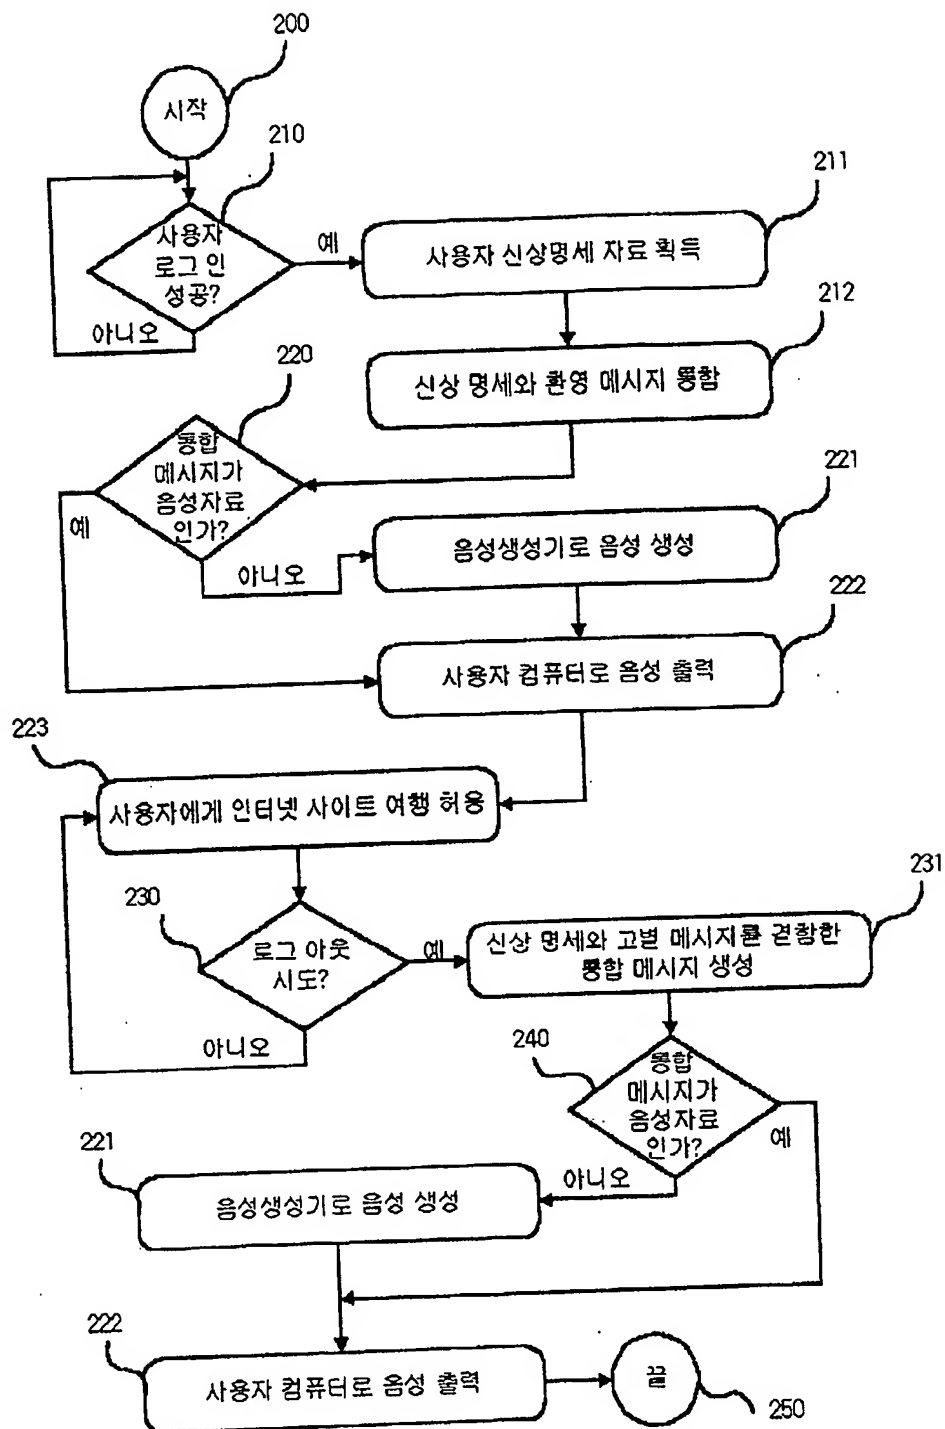 200
시작
210
사용자
로그 인
성공?
예
아니오
211
사용자 신상명세 자료 획득
212
신상 명세와 환영 메시지 통합
220
통합
메시지가
음성자료
인가?
예
아니오
221
음성생성기로 음성 생성
222
사용자 컴퓨터로 음성 출력
223
사용자에게 인터넷 사이트 여행 허용
230
로그 아웃
시도?
예
아니오
231
신상 명세와 고별 메시지를 결합한
통합 메시지 생성
240
통합
메시지가
음성자료
인가?
예
아니오
221
음성생성기로 음성 생성
222
사용자 컴퓨터로 음성 출력
끝
250